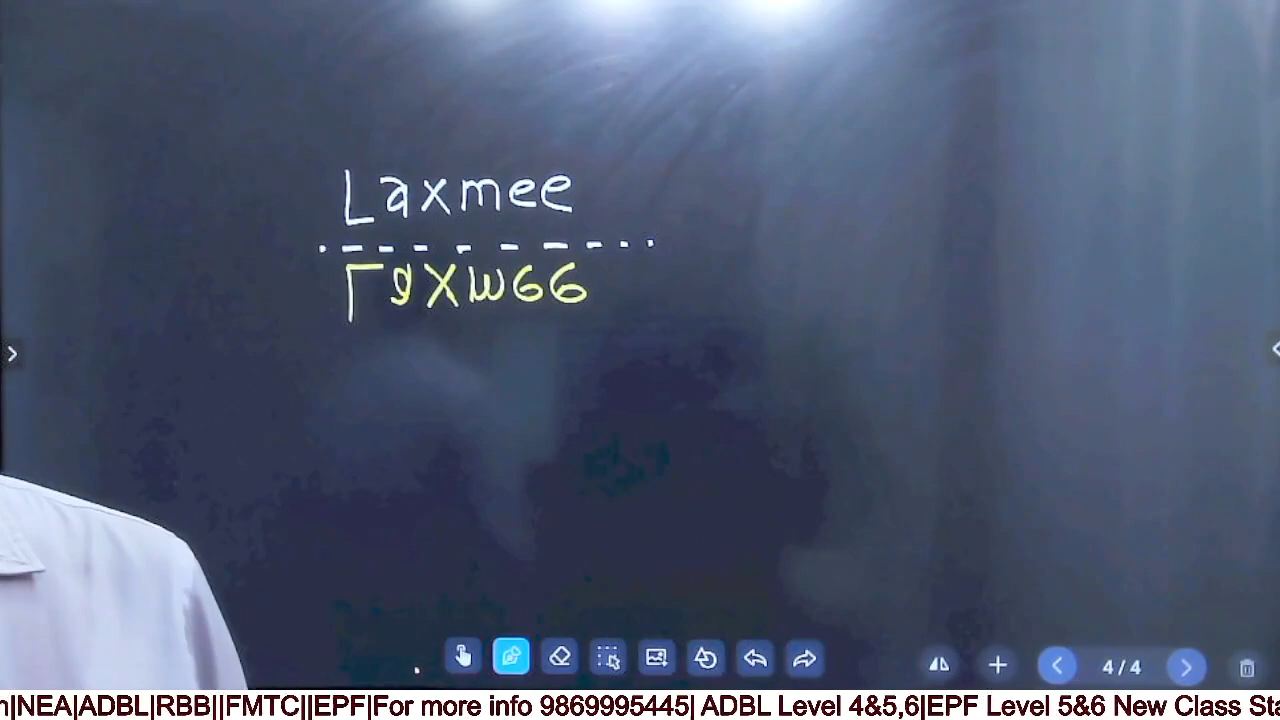 Laxmee
4 / 4
n|NEA|ADBL|RBB||FMTC||EPF|For more info 9869995445| ADBL Level 4&5,6|EPF Level 5&6 New Class Sta